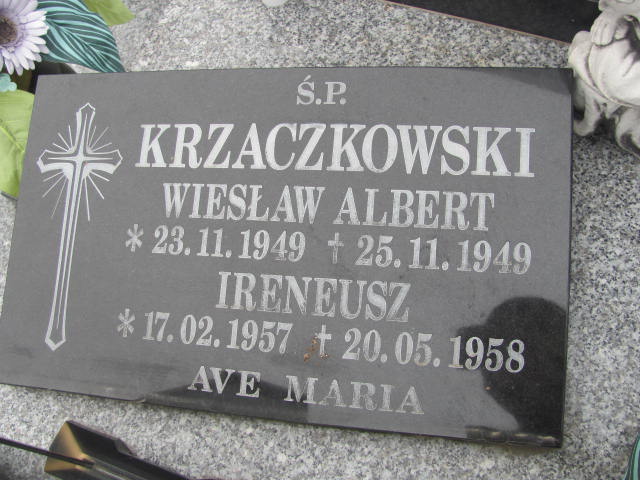 Ś.P.
KRZACZKOWSKI
WIESŁAW ALBERT
* 23.11.1949 † 25.11.1949
IRENEUSZ
* 17.02.1957 † 20.05.1958
AVE MARIA